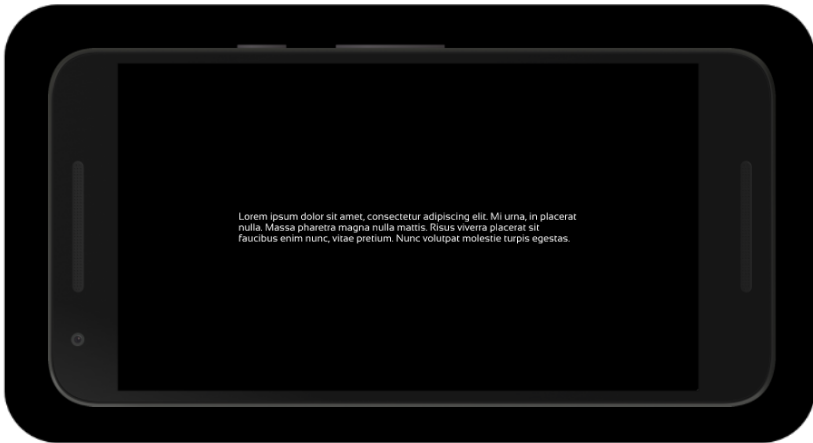 Lorem ipsum dolor sit amet, consectetur adipiscing elit. Mi urna, in placerat
nulla. Massa pharetra magna nulla mattis. Risus viverra placerat sit
faucibus enim nunc, vitae pretium. Nunc volutpat molestie turpis egestas.